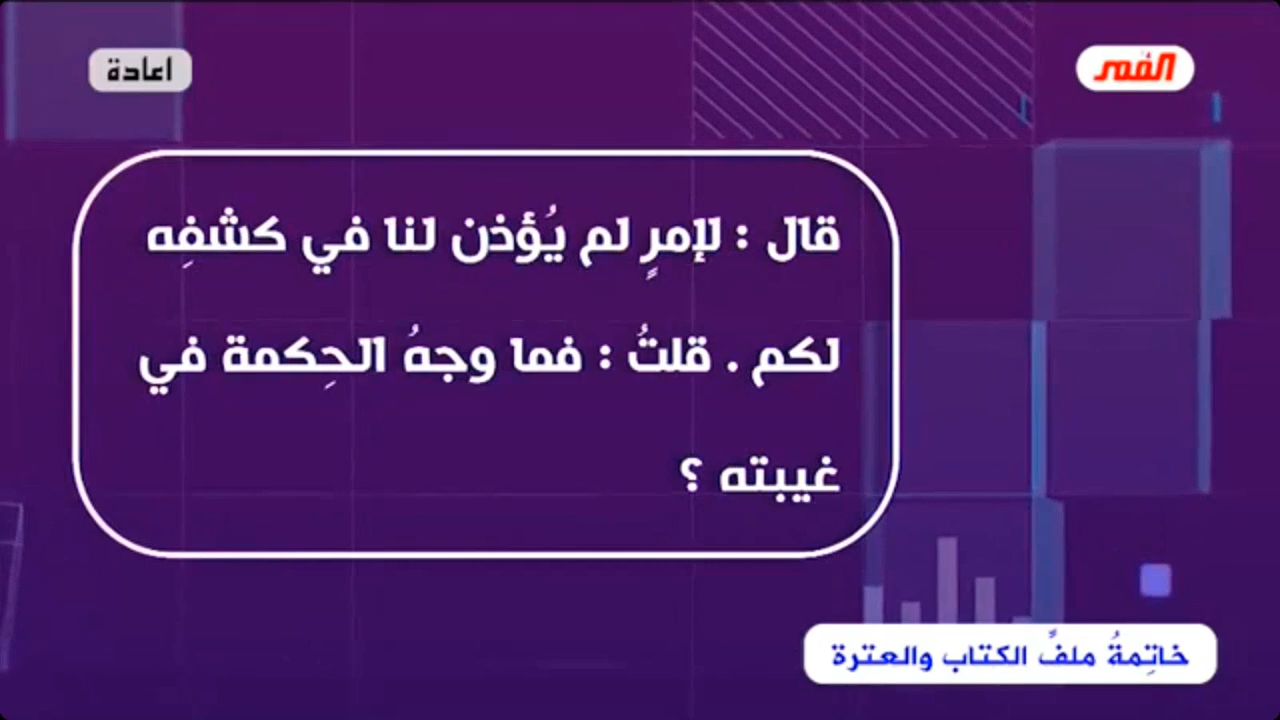 القمر
اعادة
قال : لإمرٍ لم يُؤذن لنا في كشفِه
لكم . قلتُ : فما وجهُ الحِكمة في
غيبته ؟
خاتِمةُ ملفِّ الكتاب والعترة